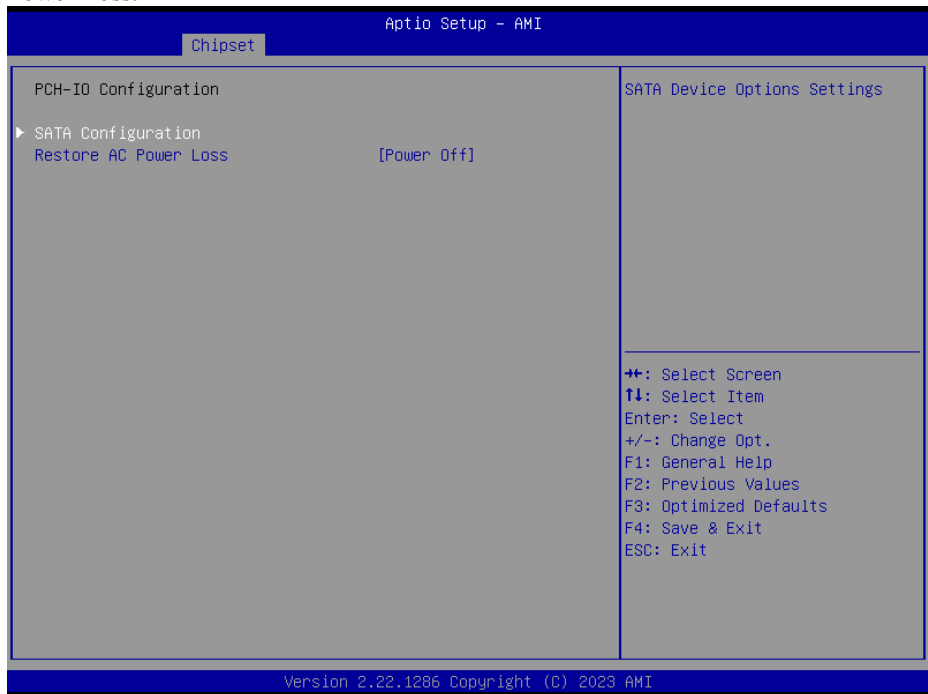 Aptio Setup – AMI
Chipset
PCH-IO Configuration
SATA Configuration
Restore AC Power Loss [Power Off]
SATA Device Options Settings
→←: Select Screen
↑↓: Select Item
Enter: Select
+/-: Change Opt.
F1: General Help
F2: Previous Values
F3: Optimized Defaults
F4: Save & Exit
ESC: Exit
Version 2.22.1286 Copyright (C) 2023 AMI